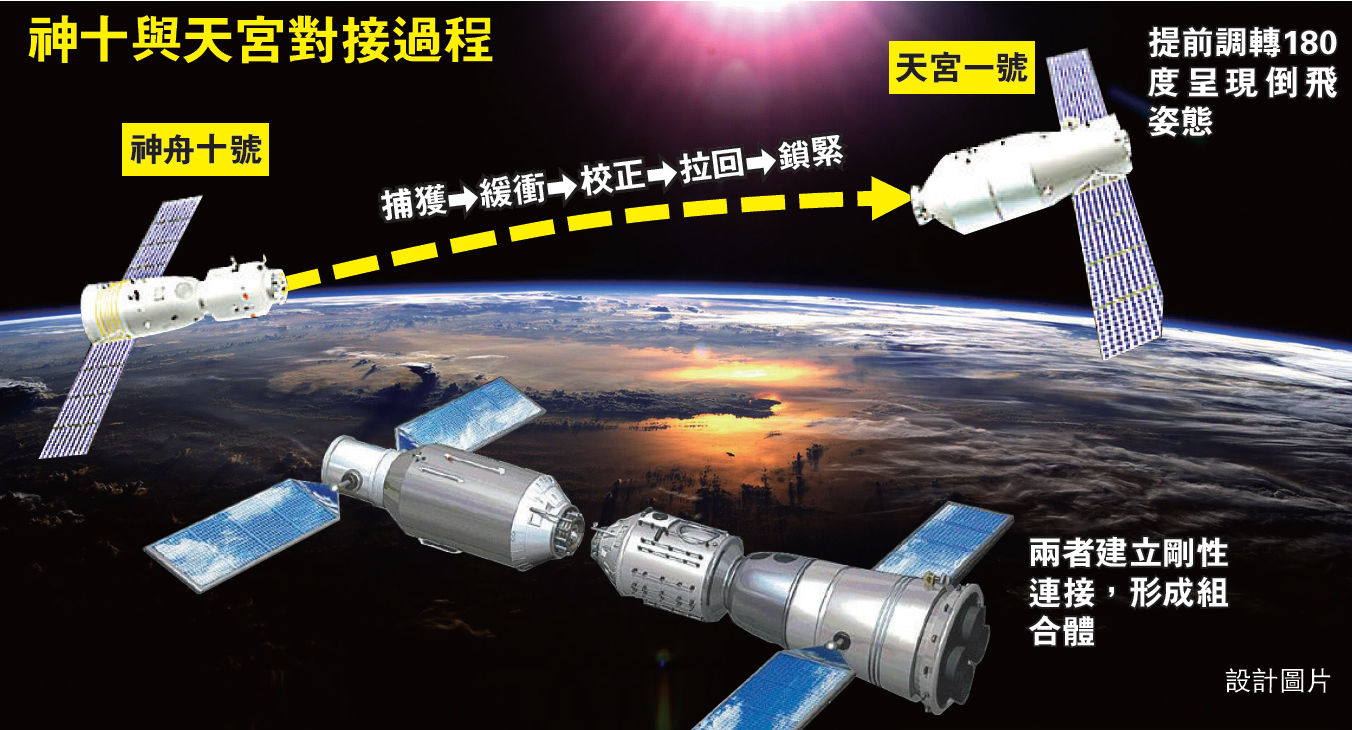 神十與天宮對接過程
天宮一號
提前調轉180
度呈現倒飛
姿態
神舟十號
捕獲➡緩衝➡校正➡拉回➡鎖緊
兩者建立剛性
連接，形成組
合體
設計圖片